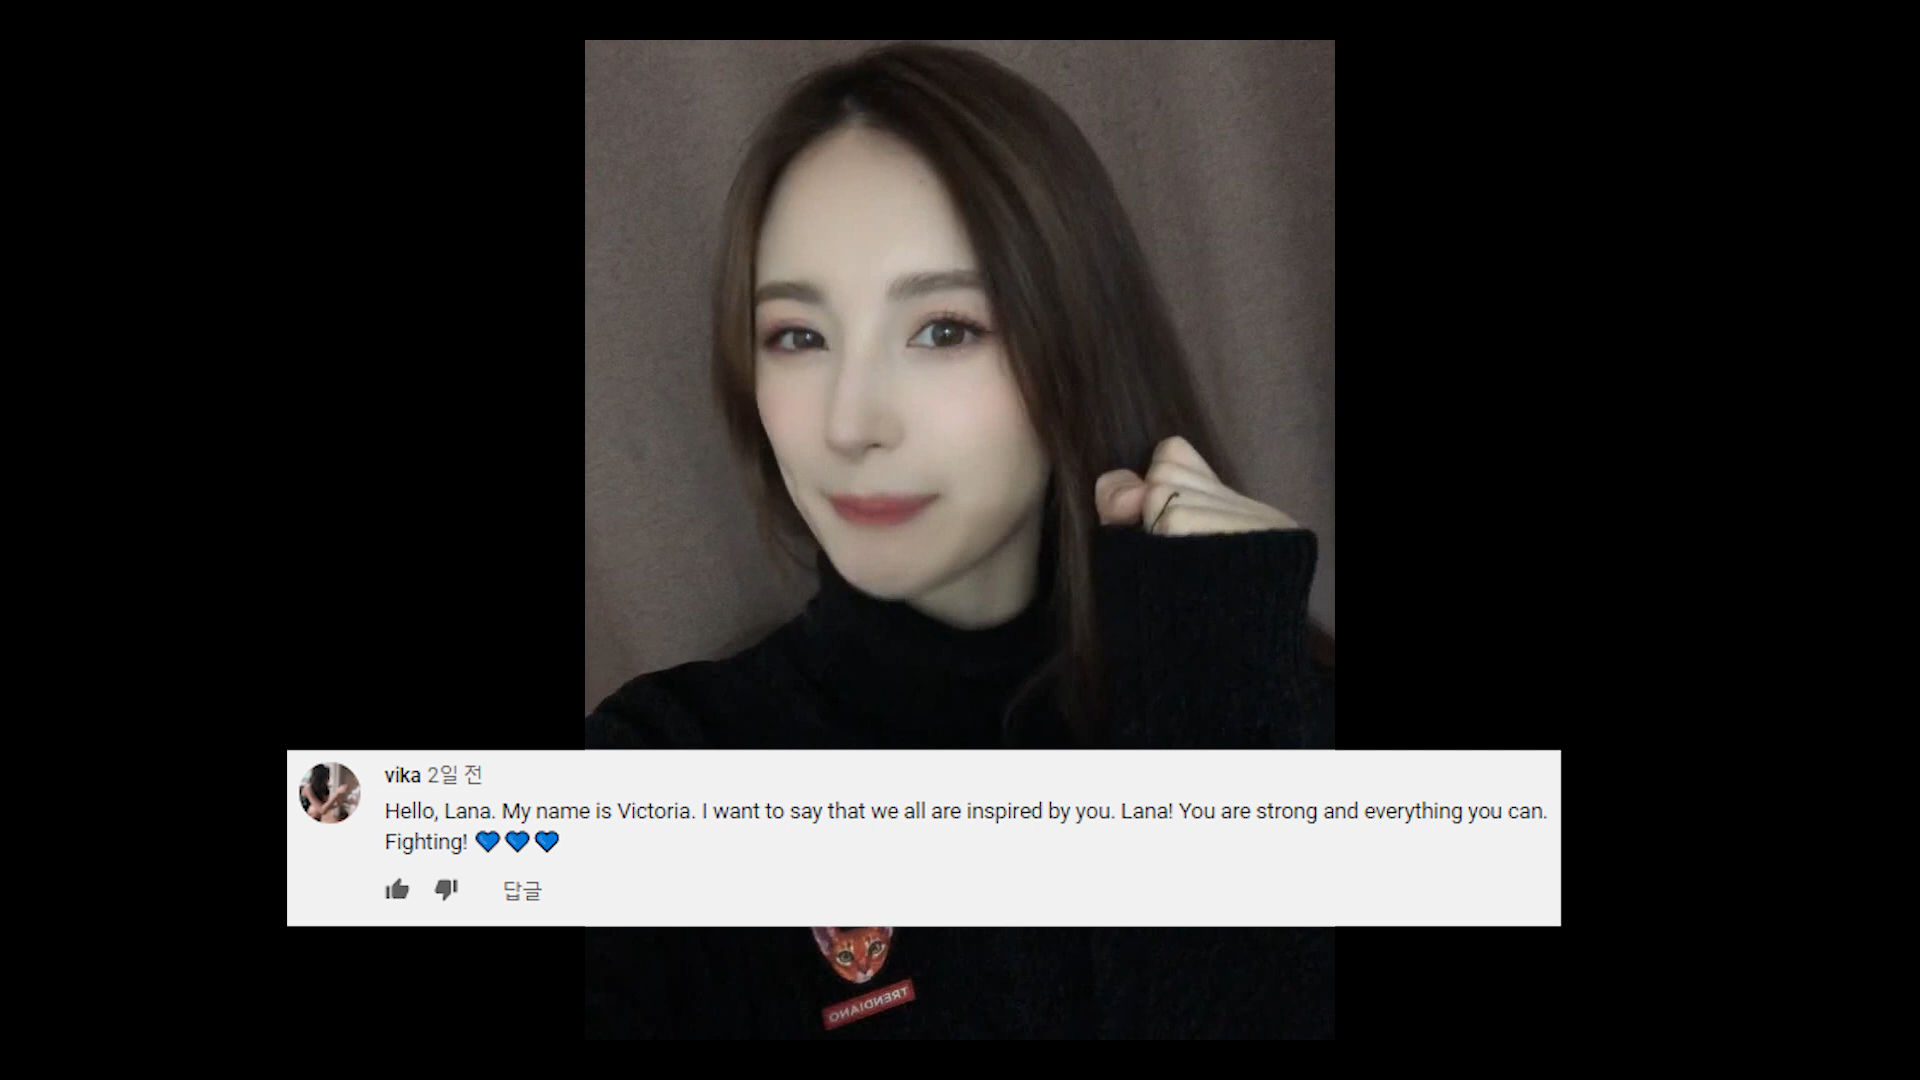 vika 2일 전
Hello, Lana. My name is Victoria. I want to say that we all are inspired by you. Lana! You are strong and everything you can.
Fighting! 💙💙💙
답글
TRENDIANO